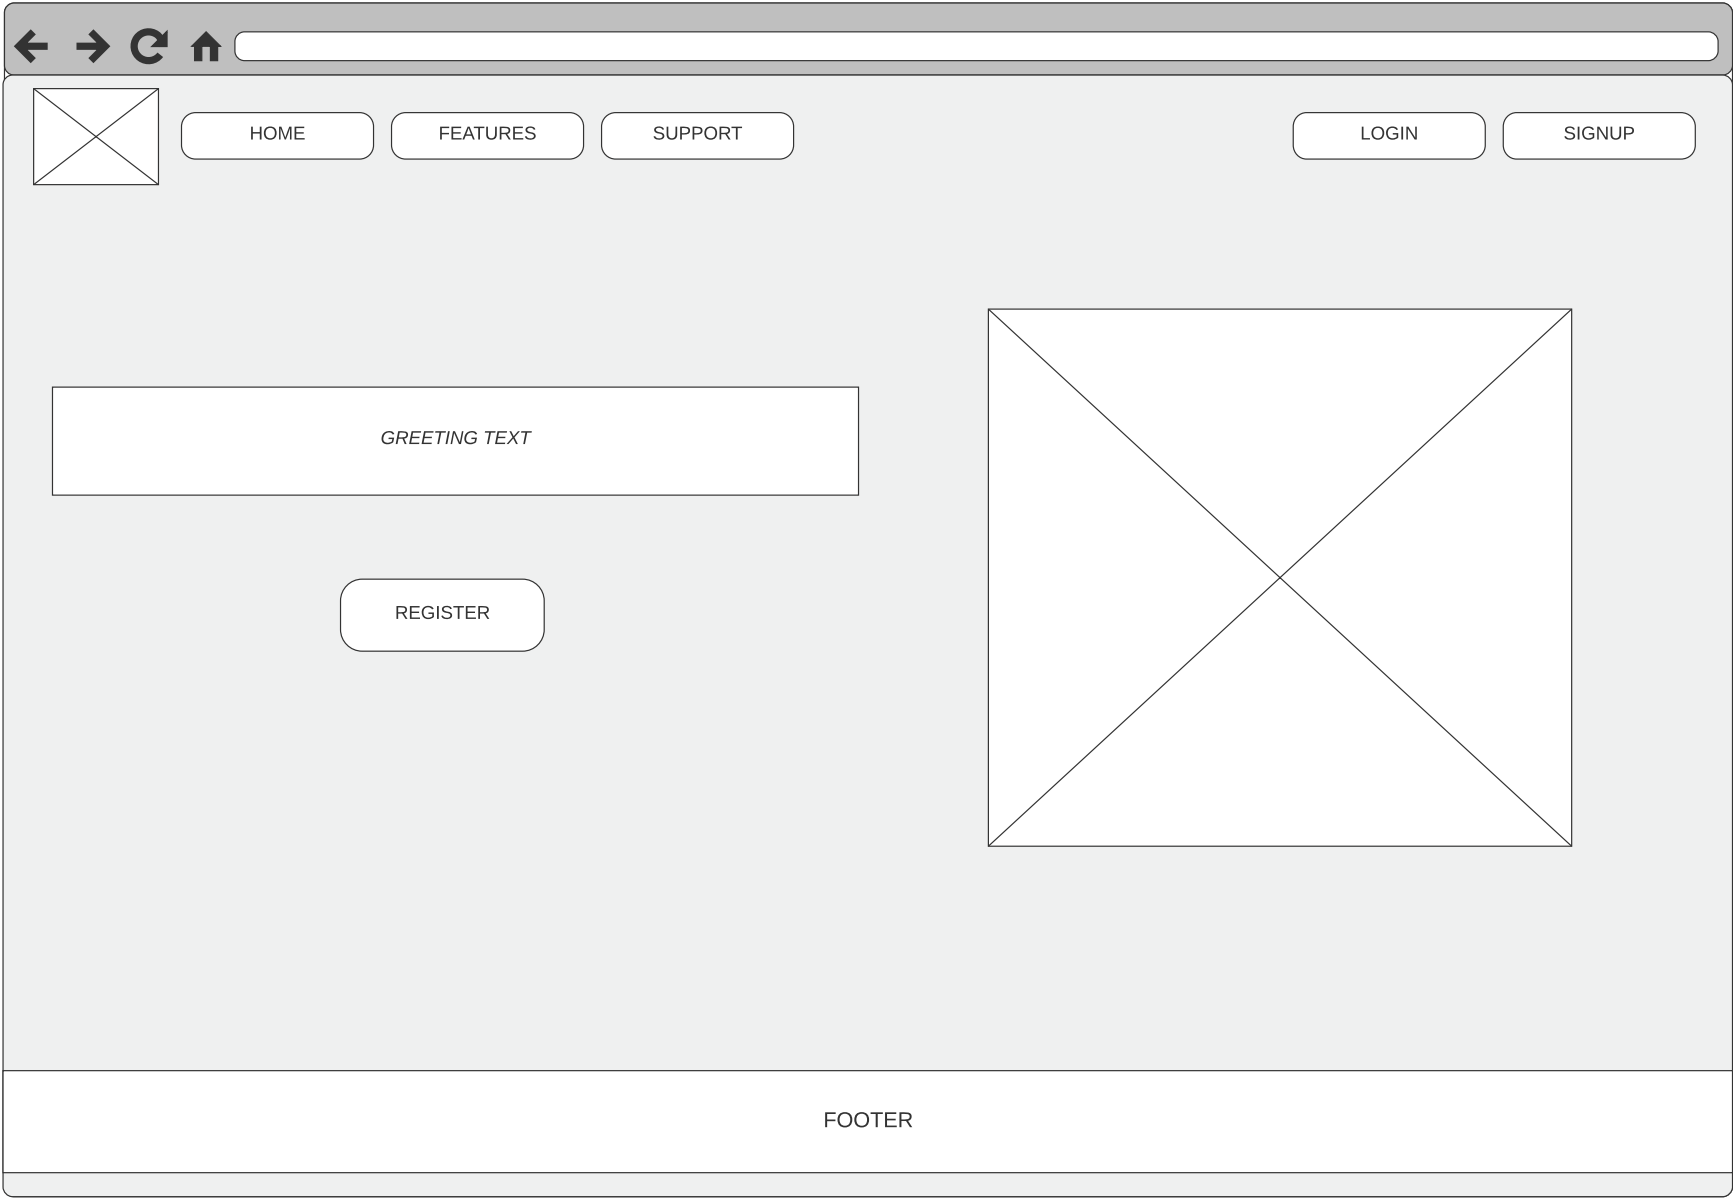 HOME
FEATURES
SUPPORT
LOGIN
SIGNUP
GREETING TEXT
REGISTER
FOOTER